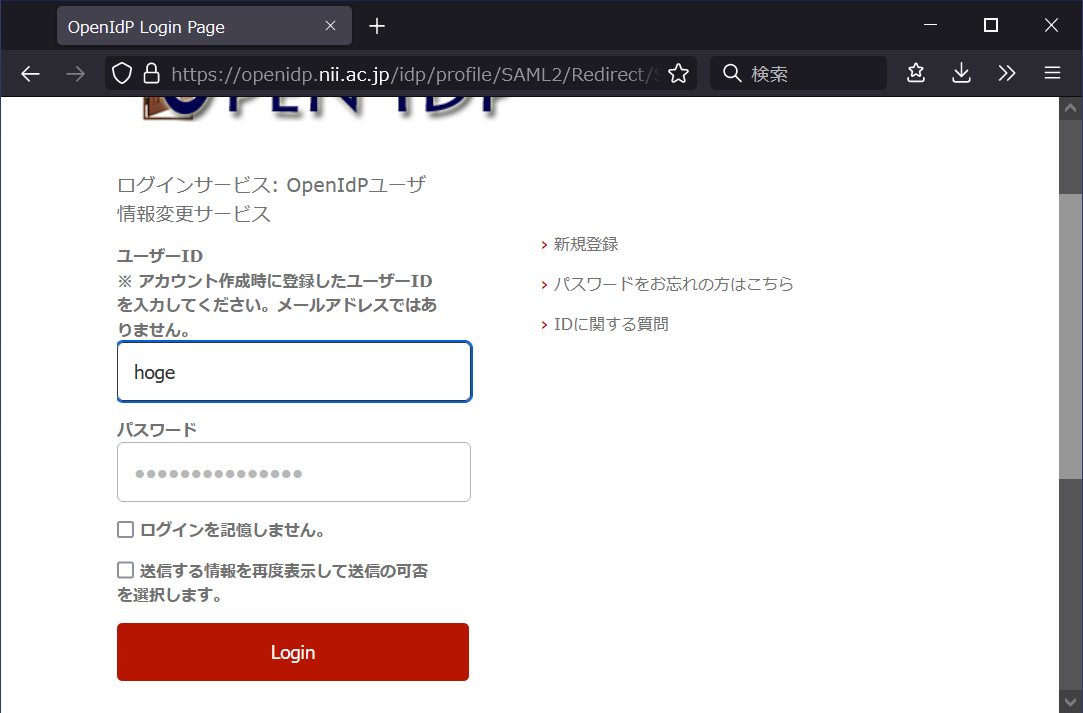 OpenIdP Login Page
https://openidp.nii.ac.jp/idp/profile/SAML2/Redirect/
検索
OPEN IDP
ログインサービス: OpenIdPユーザ
情報変更サービス
ユーザーID
※ アカウント作成時に登録したユーザーID
を入力してください。メールアドレスではあ
りません。
hoge
パスワード
●●●●●●●●●●●●●●●
ログインを記憶しません。
送信する情報を再度表示して送信の可否
を選択します。
Login
› 新規登録
› パスワードをお忘れの方はこちら
› IDに関する質問